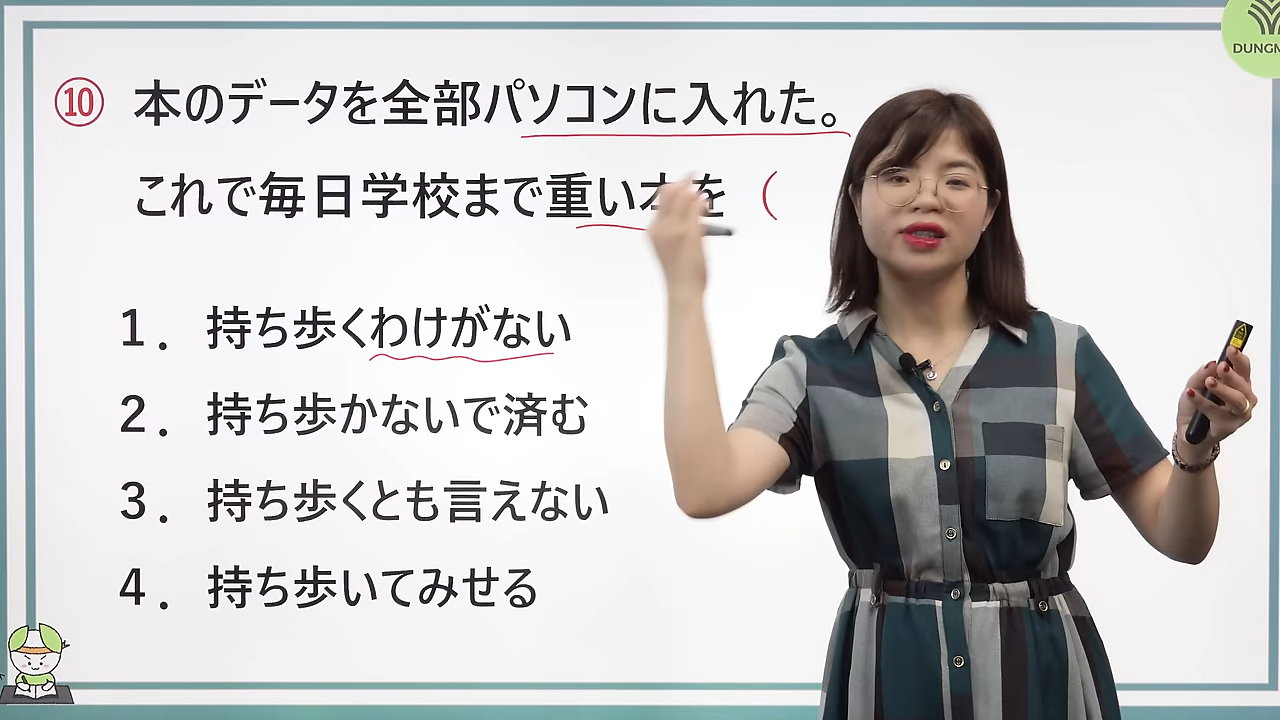 ⑩ 本のデータを全部パソコンに入れた。
これで毎日学校まで重い本を (
1. 持ち歩くわけがない
2. 持ち歩かないで済む
3. 持ち歩くとも言えない
4. 持ち歩いてみせる